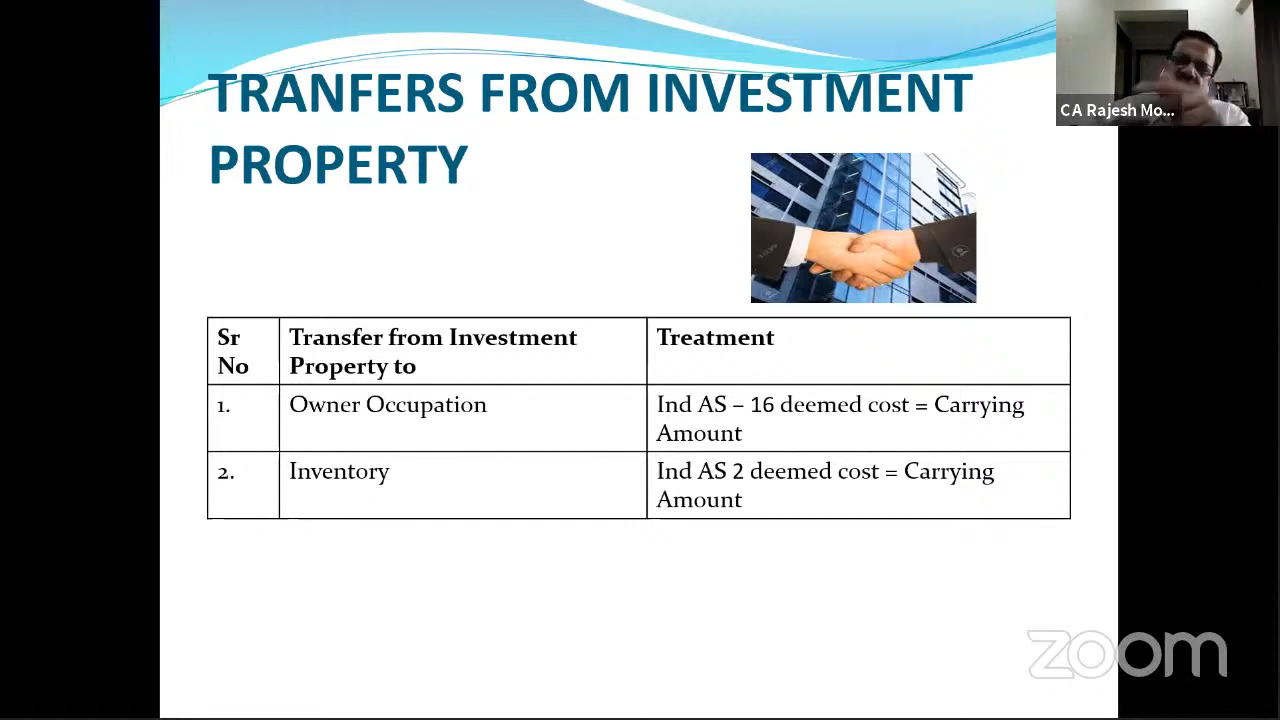 TRANFERS FROM INVESTMENT
PROPERTY
CA Rajesh Mo...
Sr
No
Transfer from Investment
Property to
Treatment
1.
Owner Occupation
Ind AS – 16 deemed cost = Carrying
Amount
2.
Inventory
Ind AS 2 deemed cost = Carrying
Amount
zoom